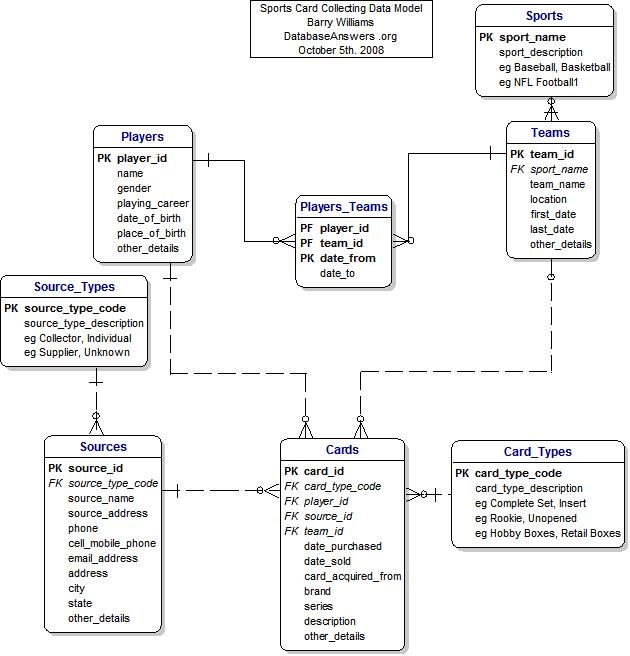 Sports Card Collecting Data Model
Barry Williams
DatabaseAnswers .org
October 5th. 2008
Sports
PK sport_name
sport_description
eg Baseball, Basketball
eg NFL Football1
Players
PK player_id
name
gender
playing_career
date_of_birth
place_of_birth
other_details
Teams
PK team_id
FK sport_name
team_name
location
first_date
last_date
other_details
Players_Teams
PF player_id
PF team_id
PK date_from
date_to
Source_Types
PK source_type_code
source_type_description
eg Collector, Individual
eg Supplier, Unknown
Sources
PK source_id
FK source_type_code
source_name
source_address
phone
cell_mobile_phone
email_address
address
city
state
other_details
Cards
PK card_id
FK card_type_code
FK player_id
FK source_id
FK team_id
date_purchased
date_sold
card_acquired_from
brand
series
description
other_details
Card_Types
PK card_type_code
card_type_description
eg Complete Set, Insert
eg Rookie, Unopened
eg Hobby Boxes, Retail Boxes